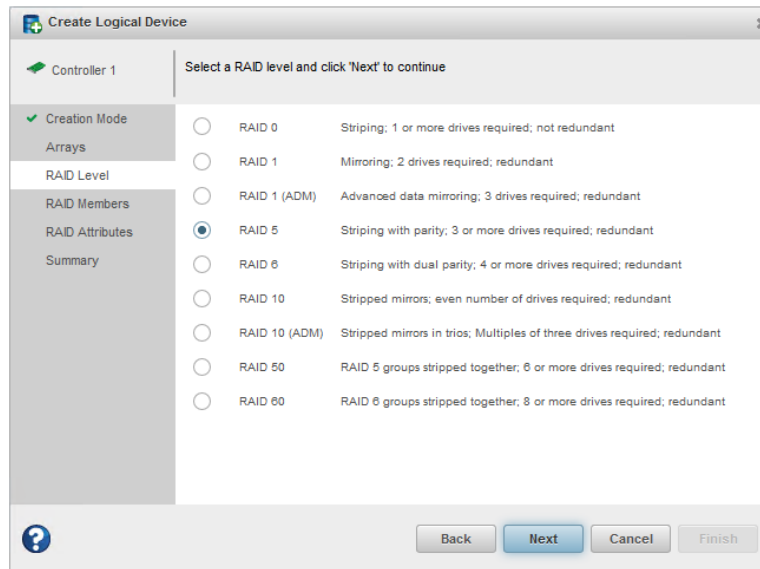 Create Logical Device
Controller 1
Select a RAID level and click 'Next' to continue
Creation Mode
Arrays
RAID Level
RAID Members
RAID Attributes
Summary
RAID 0 Striping; 1 or more drives required; not redundant
RAID 1 Mirroring; 2 drives required; redundant
RAID 1 (ADM) Advanced data mirroring; 3 drives required; redundant
RAID 5 Striping with parity; 3 or more drives required; redundant
RAID 6 Striping with dual parity; 4 or more drives required; redundant
RAID 10 Stripped mirrors; even number of drives required; redundant
RAID 10 (ADM) Stripped mirrors in trios; Multiples of three drives required; redundant
RAID 50 RAID 5 groups stripped together; 6 or more drives required; redundant
RAID 60 RAID 6 groups stripped together; 8 or more drives required; redundant
? Back Next Cancel Finish